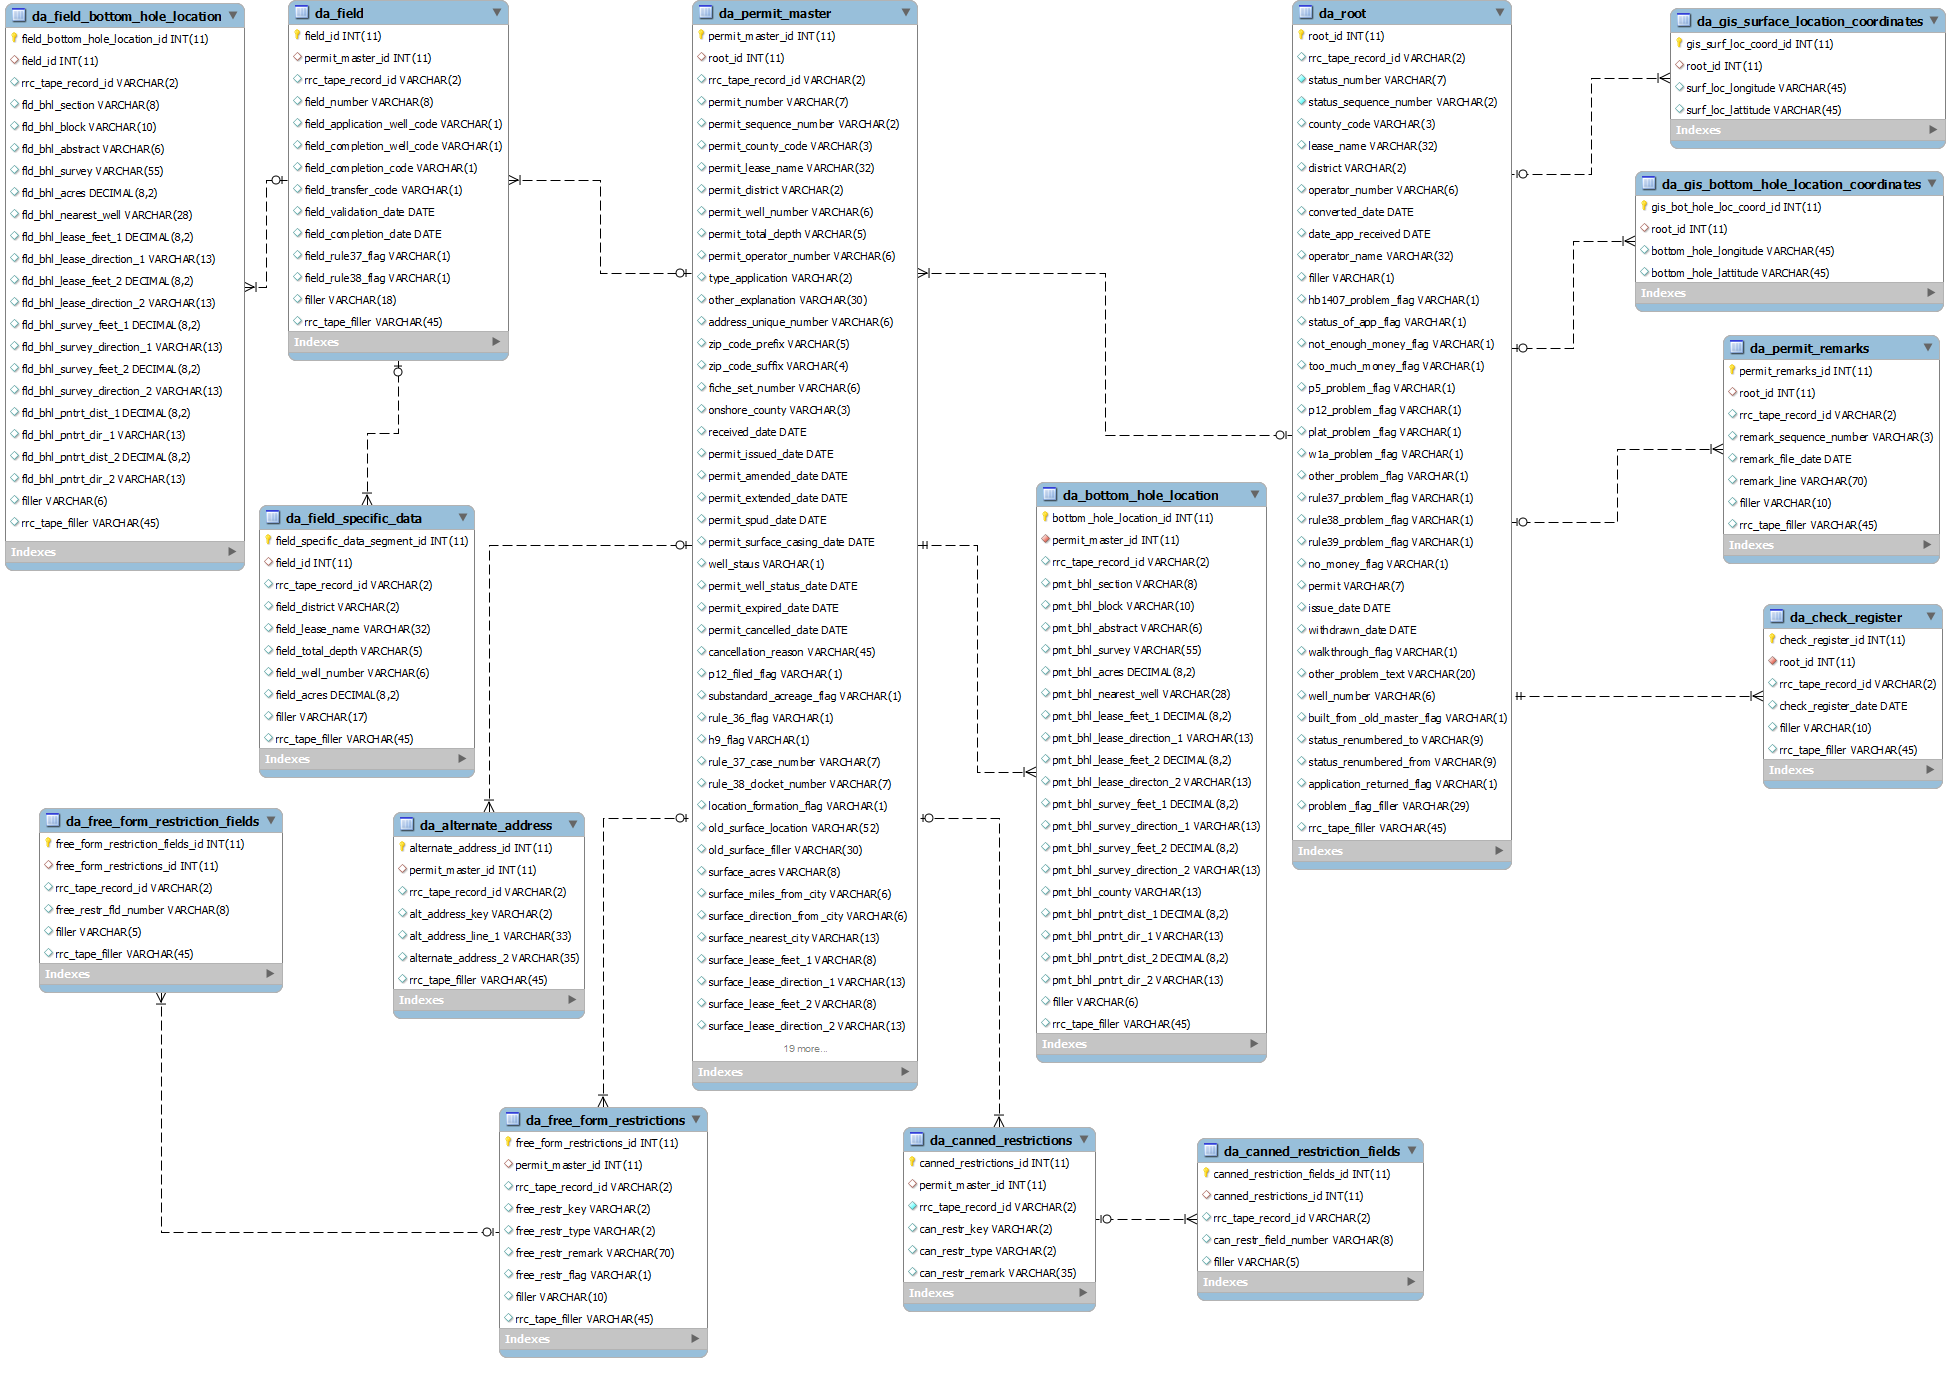 da_field_bottom_hole_location
field_bottom_hole_location_id INT(11)
field_id INT(11)
rrc_tape_record_id VARCHAR(2)
fld_bhl_section VARCHAR(8)
fld_bhl_block VARCHAR(10)
fld_bhl_abstract VARCHAR(6)
fld_bhl_survey VARCHAR(55)
fld_bhl_acres DECIMAL(8,2)
fld_bhl_nearest_well VARCHAR(28)
fld_bhl_lease_feet_1 DECIMAL(8,2)
fld_bhl_lease_direction_1 VARCHAR(13)
fld_bhl_lease_feet_2 DECIMAL(8,2)
fld_bhl_lease_direction_2 VARCHAR(13)
fld_bhl_survey_feet_1 DECIMAL(8,2)
fld_bhl_survey_direction_1 VARCHAR(13)
fld_bhl_survey_feet_2 DECIMAL(8,2)
fld_bhl_survey_direction_2 VARCHAR(13)
fld_bhl_pntrt_dist_1 DECIMAL(8,2)
fld_bhl_pntrt_dir_1 VARCHAR(13)
fld_bhl_pntrt_dist_2 DECIMAL(8,2)
fld_bhl_pntrt_dir_2 VARCHAR(13)
filler VARCHAR(6)
rrc_tape_filler VARCHAR(45)
Indexes
da_field
field_id INT(11)
permit_master_id INT(11)
rrc_tape_record_id VARCHAR(2)
field_number VARCHAR(8)
field_application_well_code VARCHAR(1)
field_completion_well_code VARCHAR(1)
field_completion_code VARCHAR(1)
field_transfer_code VARCHAR(1)
field_validation_date DATE
field_completion_date DATE
field_rule37_flag VARCHAR(1)
field_rule38_flag VARCHAR(1)
filler VARCHAR(18)
rrc_tape_filler VARCHAR(45)
Indexes
da_permit_master
permit_master_id INT(11)
root_id INT(11)
rrc_tape_record_id VARCHAR(2)
permit_number VARCHAR(7)
permit_sequence_number VARCHAR(2)
permit_county_code VARCHAR(3)
permit_lease_name VARCHAR(32)
permit_district VARCHAR(2)
permit_well_number VARCHAR(6)
permit_total_depth VARCHAR(5)
permit_operator_number VARCHAR(6)
type_application VARCHAR(2)
other_explanation VARCHAR(30)
address_unique_number VARCHAR(6)
zip_code_prefix VARCHAR(5)
zip_code_suffix VARCHAR(4)
fiche_set_number VARCHAR(6)
onshore_county VARCHAR(3)
received_date DATE
permit_issued_date DATE
permit_amended_date DATE
permit_extended_date DATE
permit_spud_date DATE
permit_surface_casing_date DATE
well_staus VARCHAR(1)
permit_well_status_date DATE
permit_expired_date DATE
permit_cancelled_date DATE
cancellation_reason VARCHAR(45)
p12_filed_flag VARCHAR(1)
substandard_acreage_flag VARCHAR(1)
rule_36_flag VARCHAR(1)
h9_flag VARCHAR(1)
rule_37_case_number VARCHAR(7)
rule_38_docket_number VARCHAR(7)
location_formation_flag VARCHAR(1)
old_surface_location VARCHAR(52)
old_surface_filler VARCHAR(30)
surface_acres VARCHAR(8)
surface_miles_from_city VARCHAR(6)
surface_direction_from_city VARCHAR(6)
surface_nearest_city VARCHAR(13)
surface_lease_feet_1 VARCHAR(8)
surface_lease_direction_1 VARCHAR(13)
surface_lease_feet_2 VARCHAR(8)
surface_lease_direction_2 VARCHAR(13)
19 more...
Indexes
da_root
root_id INT(11)
rrc_tape_record_id VARCHAR(2)
status_number VARCHAR(7)
status_sequence_number VARCHAR(2)
county_code VARCHAR(3)
lease_name VARCHAR(32)
district VARCHAR(2)
operator_number VARCHAR(6)
converted_date DATE
date_app_received DATE
operator_name VARCHAR(32)
filler VARCHAR(1)
hb1407_problem_flag VARCHAR(1)
status_of_app_flag VARCHAR(1)
not_enough_money_flag VARCHAR(1)
too_much_money_flag VARCHAR(1)
p5_problem_flag VARCHAR(1)
p12_problem_flag VARCHAR(1)
plat_problem_flag VARCHAR(1)
w1a_problem_flag VARCHAR(1)
other_problem_flag VARCHAR(1)
rule37_problem_flag VARCHAR(1)
rule38_problem_flag VARCHAR(1)
rule39_problem_flag VARCHAR(1)
no_money_flag VARCHAR(1)
permit VARCHAR(7)
issue_date DATE
withdrawn_date DATE
walkthrough_flag VARCHAR(1)
other_problem_text VARCHAR(20)
well_number VARCHAR(6)
built_from_old_master_flag VARCHAR(1)
status_renumbered_to VARCHAR(9)
status_renumbered_from VARCHAR(9)
application_returned_flag VARCHAR(1)
problem_flag_filler VARCHAR(29)
rrc_tape_filler VARCHAR(45)
Indexes
da_gis_surface_location_coordinates
gis_surf_loc_coord_id INT(11)
root_id INT(11)
surf_loc_longitude VARCHAR(45)
surf_loc_lattitude VARCHAR(45)
Indexes
da_gis_bottom_hole_location_coordinates
gis_bot_hole_loc_coord_id INT(11)
root_id INT(11)
bottom_hole_longitude VARCHAR(45)
bottom_hole_lattitude VARCHAR(45)
Indexes
da_permit_remarks
permit_remarks_id INT(11)
root_id INT(11)
rrc_tape_record_id VARCHAR(2)
remark_sequence_number VARCHAR(3)
remark_file_date DATE
remark_line VARCHAR(70)
filler VARCHAR(10)
rrc_tape_filler VARCHAR(45)
Indexes
da_check_register
check_register_id INT(11)
root_id INT(11)
rrc_tape_record_id VARCHAR(2)
check_register_date DATE
filler VARCHAR(10)
rrc_tape_filler VARCHAR(45)
Indexes
da_bottom_hole_location
bottom_hole_location_id INT(11)
permit_master_id INT(11)
rrc_tape_record_id VARCHAR(2)
pmt_bhl_section VARCHAR(8)
pmt_bhl_block VARCHAR(10)
pmt_bhl_abstract VARCHAR(6)
pmt_bhl_survey VARCHAR(55)
pmt_bhl_acres DECIMAL(8,2)
pmt_bhl_nearest_well VARCHAR(28)
pmt_bhl_lease_feet_1 DECIMAL(8,2)
pmt_bhl_lease_direction_1 VARCHAR(13)
pmt_bhl_lease_feet_2 DECIMAL(8,2)
pmt_bhl_lease_directon_2 VARCHAR(13)
pmt_bhl_survey_feet_1 DECIMAL(8,2)
pmt_bhl_survey_direction_1 VARCHAR(13)
pmt_bhl_survey_feet_2 DECIMAL(8,2)
pmt_bhl_survey_direction_2 VARCHAR(13)
pmt_bhl_county VARCHAR(13)
pmt_bhl_pntrt_dist_1 DECIMAL(8,2)
pmt_bhl_pntrt_dir_1 VARCHAR(13)
pmt_bhl_pntrt_dist_2 DECIMAL(8,2)
pmt_bhl_pntrt_dir_2 VARCHAR(13)
filler VARCHAR(6)
rrc_tape_filler VARCHAR(45)
Indexes
da_field_specific_data
field_specific_data_segment_id INT(11)
field_id INT(11)
rrc_tape_record_id VARCHAR(2)
field_district VARCHAR(2)
field_lease_name VARCHAR(32)
field_total_depth VARCHAR(5)
field_well_number VARCHAR(6)
field_acres DECIMAL(8,2)
filler VARCHAR(17)
rrc_tape_filler VARCHAR(45)
Indexes
da_free_form_restriction_fields
free_form_restriction_fields_id INT(11)
free_form_restrictions_id INT(11)
rrc_tape_record_id VARCHAR(2)
free_restr_fld_number VARCHAR(8)
filler VARCHAR(5)
rrc_tape_filler VARCHAR(45)
Indexes
da_alternate_address
alternate_address_id INT(11)
permit_master_id INT(11)
rrc_tape_record_id VARCHAR(2)
alt_address_key VARCHAR(2)
alt_address_line_1 VARCHAR(33)
alternate_address_2 VARCHAR(35)
rrc_tape_filler VARCHAR(45)
Indexes
da_free_form_restrictions
free_form_restrictions_id INT(11)
permit_master_id INT(11)
rrc_tape_record_id VARCHAR(2)
free_restr_key VARCHAR(2)
free_restr_type VARCHAR(2)
free_restr_remark VARCHAR(70)
free_restr_flag VARCHAR(1)
filler VARCHAR(10)
rrc_tape_filler VARCHAR(45)
Indexes
da_canned_restrictions
canned_restrictions_id INT(11)
permit_master_id INT(11)
rrc_tape_record_id VARCHAR(2)
can_restr_key VARCHAR(2)
can_restr_type VARCHAR(2)
can_restr_remark VARCHAR(35)
Indexes
da_canned_restriction_fields
canned_restriction_fields_id INT(11)
canned_restrictions_id INT(11)
rrc_tape_record_id VARCHAR(2)
can_restr_field_number VARCHAR(8)
filler VARCHAR(5)
Indexes